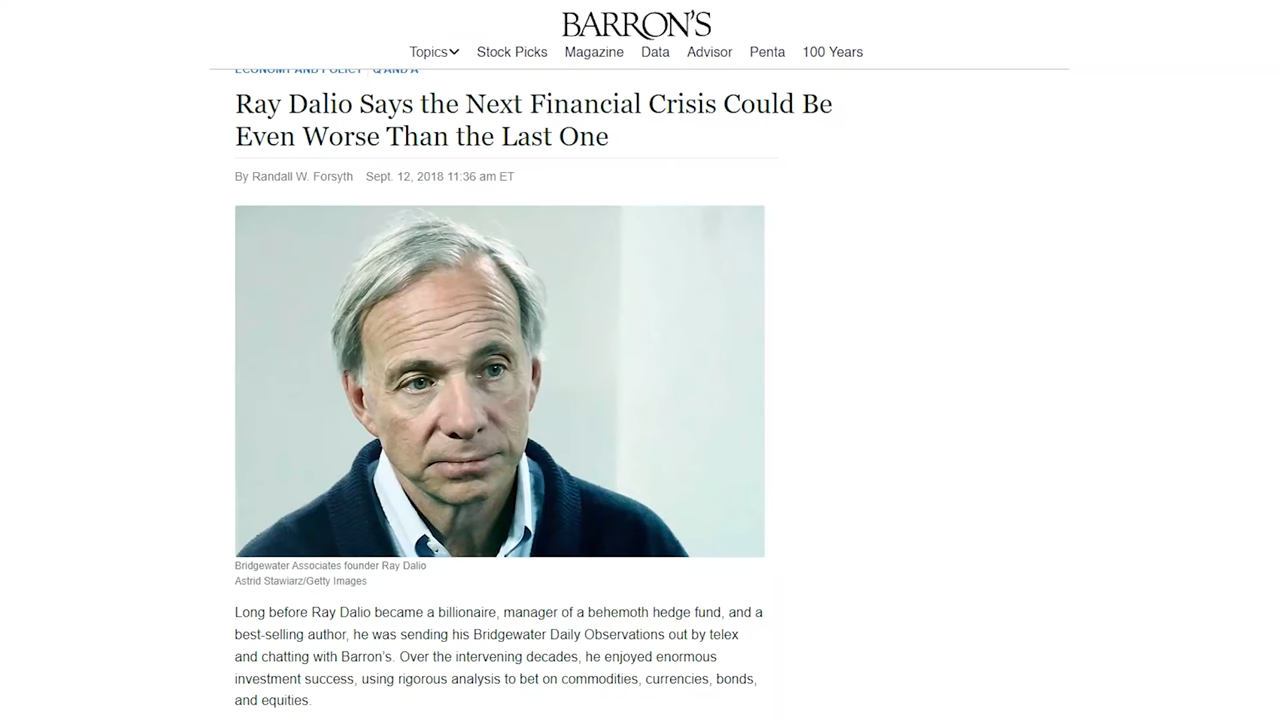 BARRON'S
Topics Stock Picks Magazine Data Advisor Penta 100 Years
ECONOMY AND POLICY Q AND A
Ray Dalio Says the Next Financial Crisis Could Be
Even Worse Than the Last One
By Randall W. Forsyth Sept. 12, 2018 11:36 am ET
Bridgewater Associates founder Ray Dalio
Astrid Stawiarz/Getty Images
Long before Ray Dalio became a billionaire, manager of a behemoth hedge fund, and a
best-selling author, he was sending his Bridgewater Daily Observations out by telex
and chatting with Barron's. Over the intervening decades, he enjoyed enormous
investment success, using rigorous analysis to bet on commodities, currencies, bonds,
and equities.